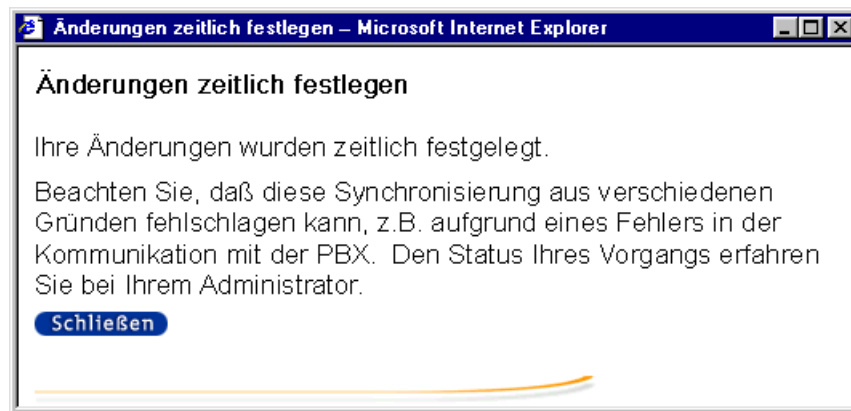 Änderungen zeitlich festlegen – Microsoft Internet Explorer
Änderungen zeitlich festlegen
Ihre Änderungen wurden zeitlich festgelegt.
Beachten Sie, daß diese Synchronisierung aus verschiedenen
Gründen fehlschlagen kann, z.B. aufgrund eines Fehlers in der
Kommunikation mit der PBX.  Den Status Ihres Vorgangs erfahren
Sie bei Ihrem Administrator.
Schließen